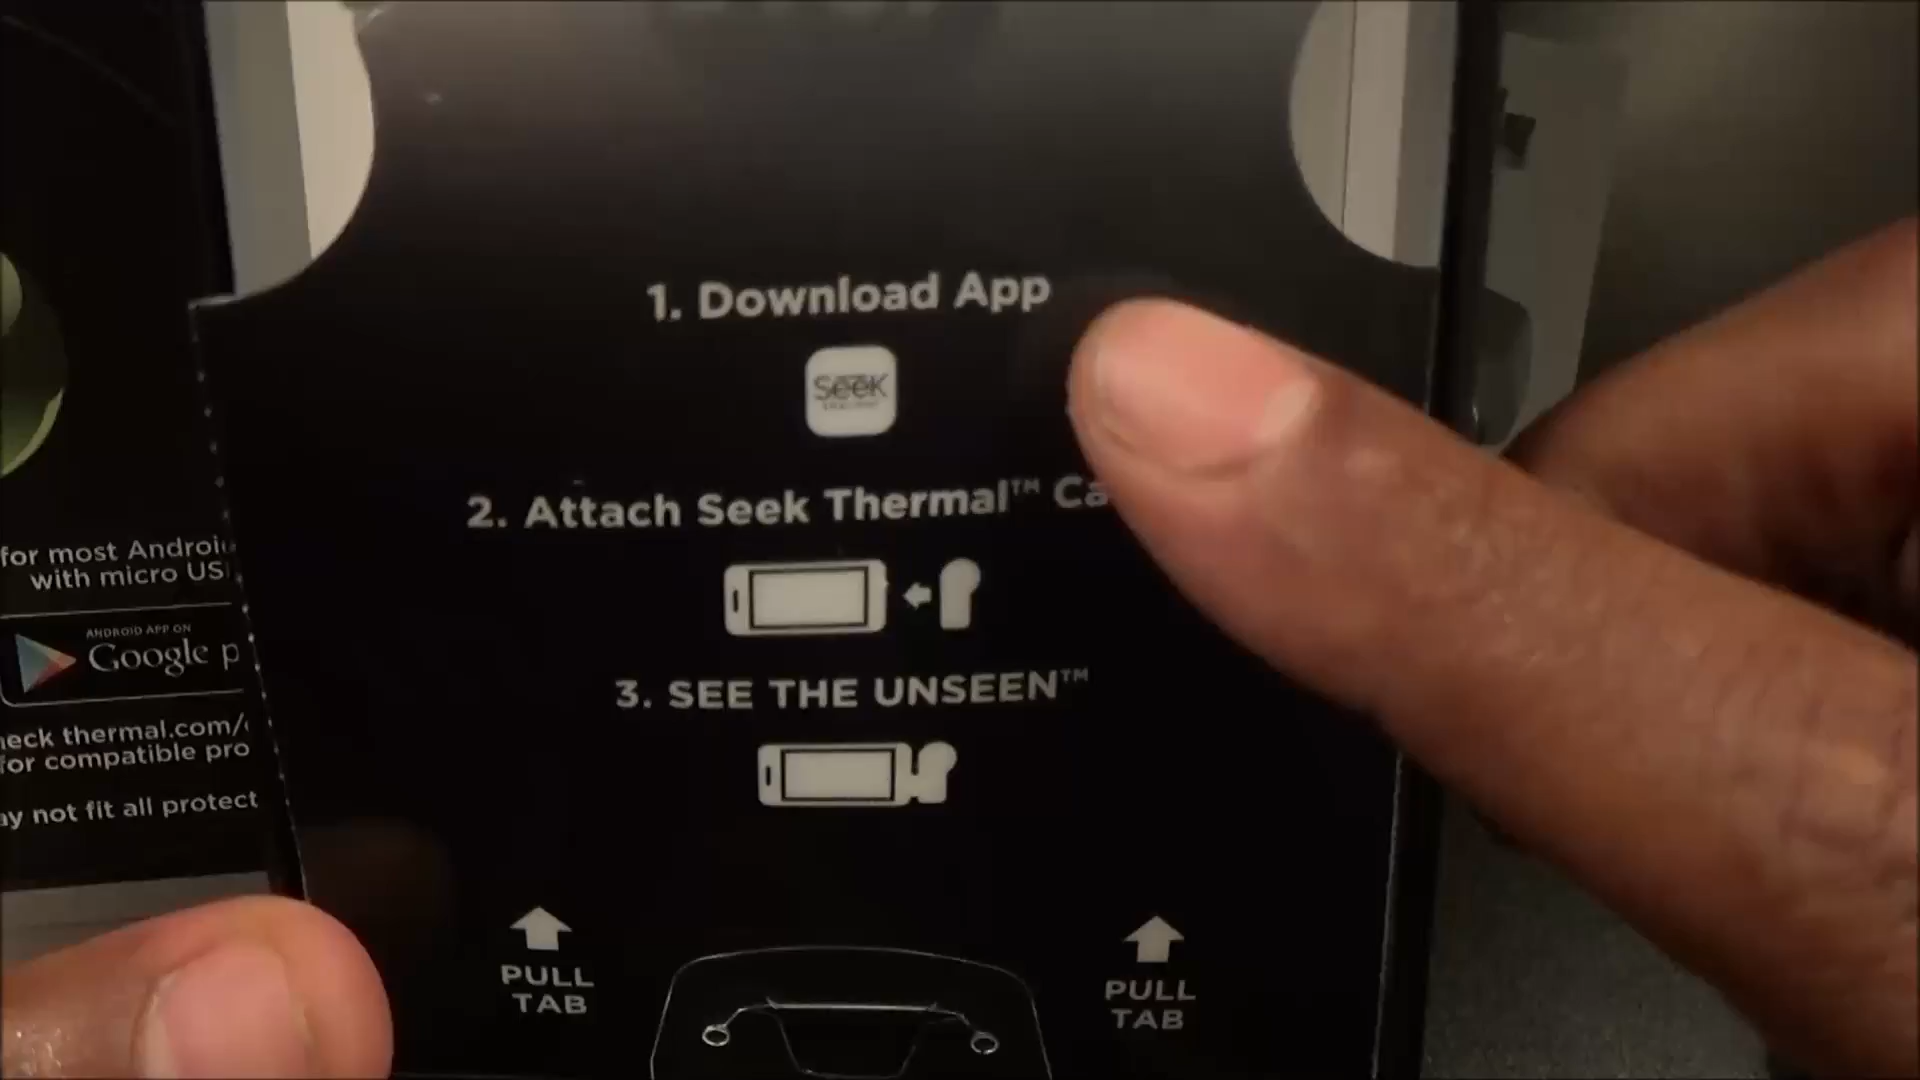 1. Download App
Seek
2. Attach Seek Thermal™ Ca
3. SEE THE UNSEEN™
PULL
TAB
PULL
TAB
for most Androi
with micro US
ANDROID APP ON
Google p
eck thermal.com/
for compatible pro
ay not fit all protect